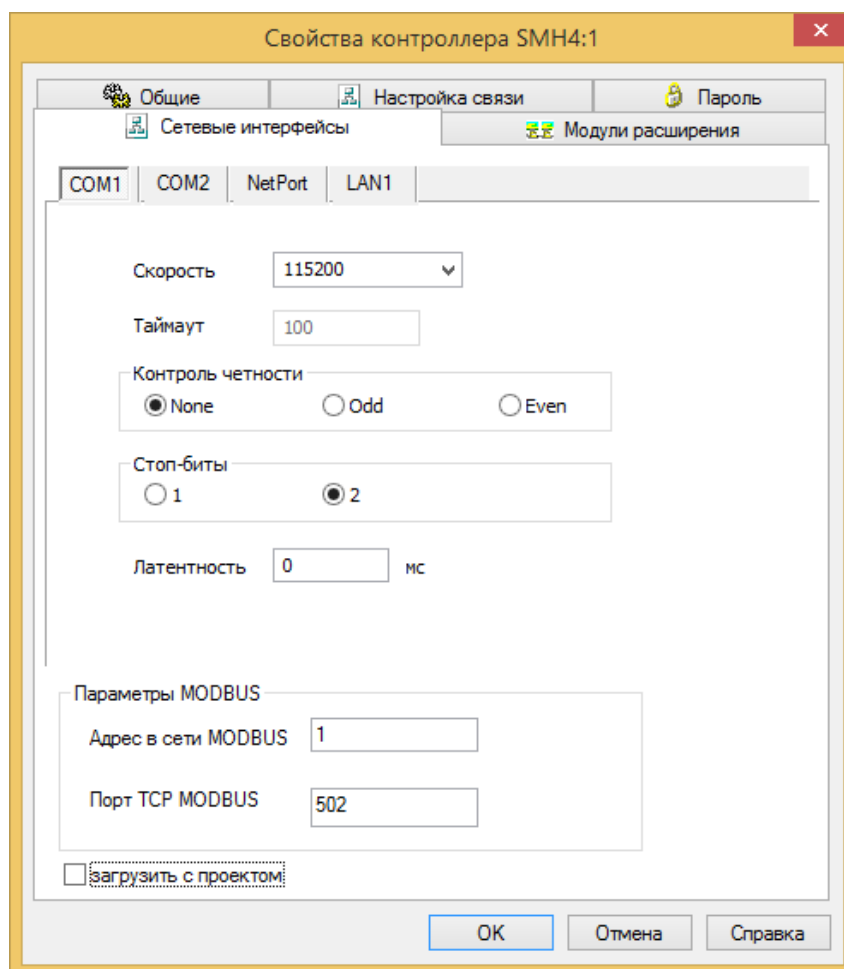 Свойства контроллера SMH4:1
Общие
Настройка связи
Пароль
Сетевые интерфейсы
Модули расширения
COM1
COM2
NetPort
LAN1
Скорость
115200
Таймаут
100
Контроль четности
None
Odd
Even
Стоп-биты
1
2
Латентность
0
мс
Параметры MODBUS
Адрес в сети MODBUS
1
Порт TCP MODBUS
502
загрузить с проектом
OK
Отмена
Справка